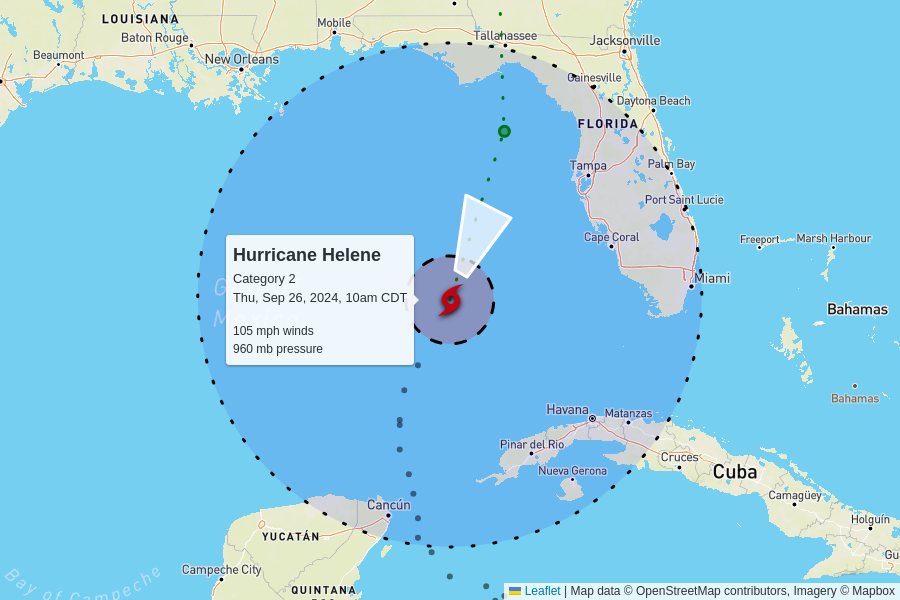 LOUISIANA
Mobile
Tallahassee
Baton Rouge
Jacksonville
Beaumont
New Orleans
Gainesville
Daytona Beach
FLORIDA
Tampa
Palm Bay
Port Saint Lucie
Cape Coral
Freeport
Marsh Harbour
Hurricane Helene
Category 2
Thu, Sep 26, 2024, 10am CDT
105 mph winds
960 mb pressure
G
M
Miami
Bahamas
Bahamas
Havana
Matanzas
Pinar del Río
Cruces
Nueva Gerona
Cuba
Camagüey
Cancún
Holguín
YUCATÁN
Gu
Campeche City
Bay of Campeche
QUINTANA
Leaflet | Map data © OpenStreetMap contributors, Imagery © Mapbox